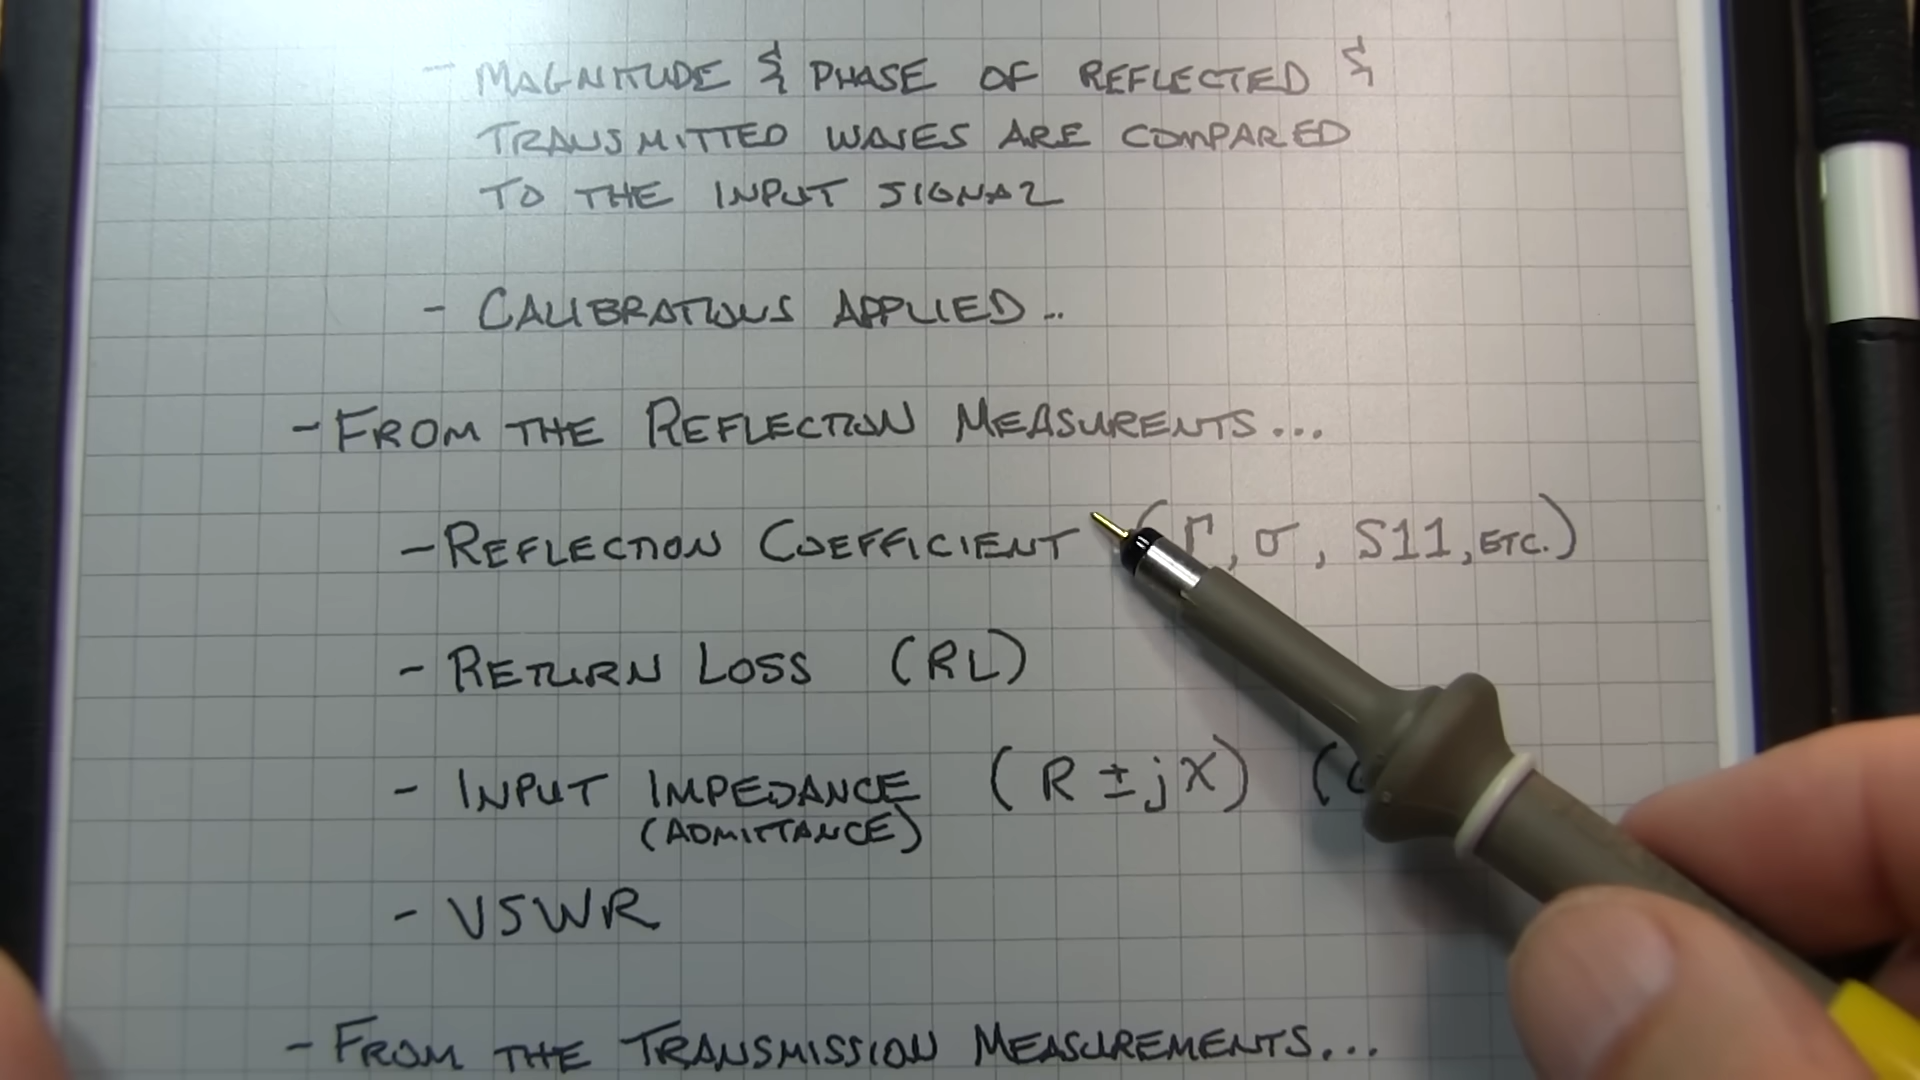 - MAGNITUDE & PHASE OF REFLECTED &
TRANSMITTED WAVES ARE COMPARED
TO THE INPUT SIGNAL
- CALIBRATIONS APPLIED..
- FROM THE REFLECTION MEASURENTS...
- REFLECTION COEFFICIENT (Γ, σ, S11, ETC.)
- RETURN LOSS (RL)
- INPUT IMPEDANCE (R ± jX) (
(ADMITTANCE)
- VSWR
- FROM THE TRANSMISSION MEASUREMENTS...